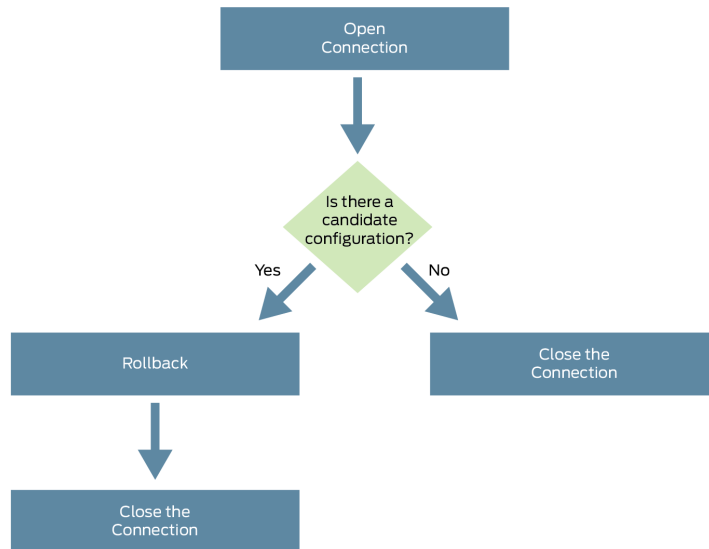 Open
Connection
Is there a
candidate
configuration?
Yes
No
Rollback
Close the
Connection
Close the
Connection